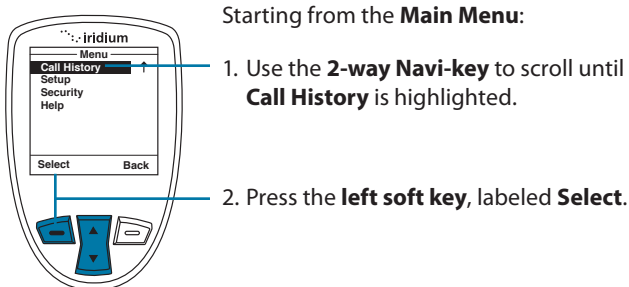 Starting from the Main Menu:
iridium
Menu
Call History
Setup
Security
Help
Select Back
1. Use the 2-way Navi-key to scroll until
Call History is highlighted.
2. Press the left soft key, labeled Select.